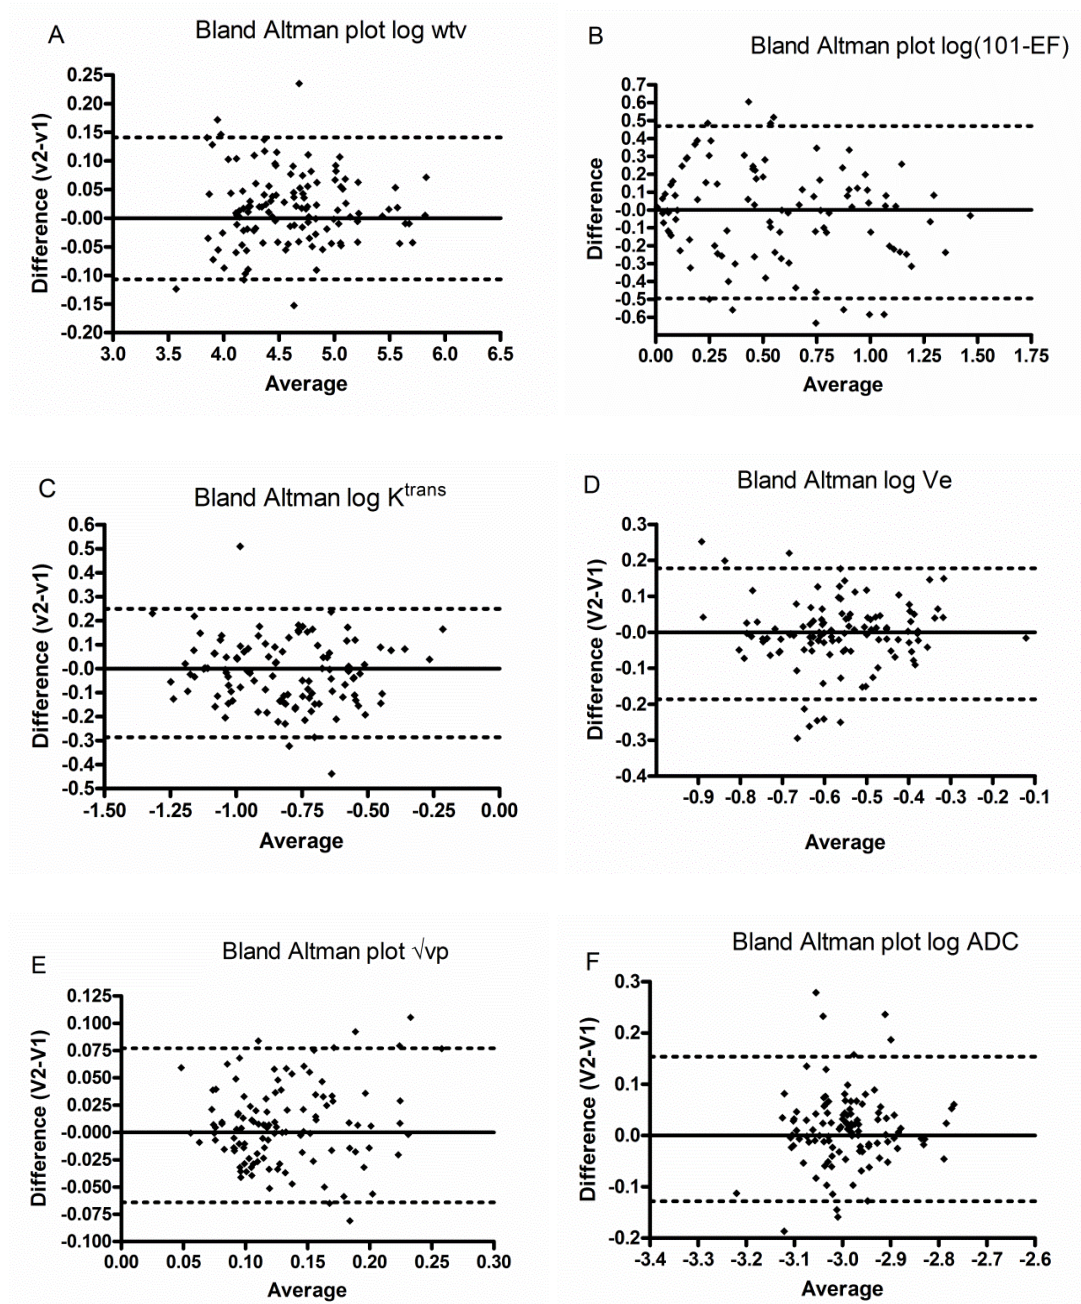 A
Bland Altman plot log wtv
0.25
0.20
0.15
0.10
0.05
-0.00
-0.05
-0.10
-0.15
-0.20
Difference (v2-v1)
3.0 3.5 4.0 4.5 5.0 5.5 6.0 6.5
Average
B
Bland Altman plot log(101-EF)
0.7
0.6
0.5
0.4
0.3
0.2
0.1
-0.0
-0.1
-0.2
-0.3
-0.4
-0.5
-0.6
Difference
0.00 0.25 0.50 0.75 1.00 1.25 1.50 1.75
Average
C
Bland Altman log Ktrans
0.6
0.5
0.4
0.3
0.2
0.1
-0.0
-0.1
-0.2
-0.3
-0.4
-0.5
Difference (v2-v1)
-1.50 -1.25 -1.00 -0.75 -0.50 -0.25 0.00
Average
D
Bland Altman log Ve
0.3
0.2
0.1
-0.0
-0.1
-0.2
-0.3
-0.4
Difference (V2-V1)
-0.9 -0.8 -0.7 -0.6 -0.5 -0.4 -0.3 -0.2 -0.1
Average
E
Bland Altman plot √vp
0.125
0.100
0.075
0.050
0.025
-0.000
-0.025
-0.050
-0.075
-0.100
Difference (V2-V1)
0.00 0.05 0.10 0.15 0.20 0.25 0.30
Average
F
Bland Altman plot log ADC
0.3
0.2
0.1
0.0
-0.1
-0.2
Difference (V2-V1)
-3.4 -3.3 -3.2 -3.1 -3.0 -2.9 -2.8 -2.7 -2.6
Average